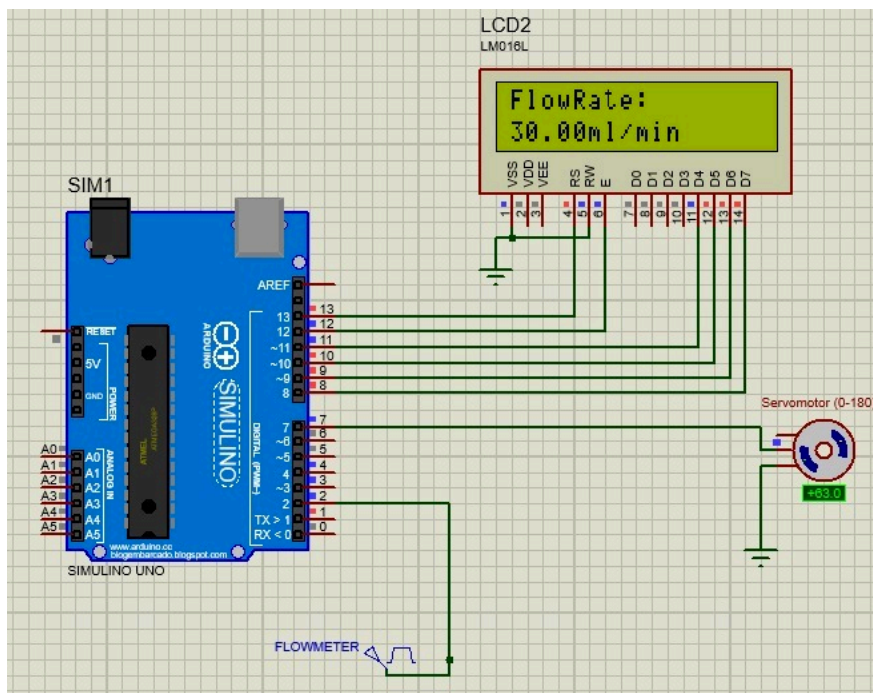 LCD2
LM016L
FlowRate:
30.00ml/min
VSS
VDD
VEE
RS
RW
E
D0
D1
D2
D3
D4
D5
D6
D7
1
2
3
4
5
6
7
8
9
10
11
12
13
14
SIM1
AREF
RESET
5V
POWER
GND
ARDUINO
SIMULINO
ATMEL
DIGITAL (PWM~)
ANALOG IN
13
12
~11
~10
~9
8
7
~6
~5
4
~3
2
TX > 1
RX < 0
13
12
11
10
9
8
7
6
5
4
3
2
1
0
A0
A1
A2
A3
A4
A5
A0
A1
A2
A3
A4
A5
www.arduino.cc
blogembarcado.blogspot.com
SIMULINO UNO
Servomotor (0-180
+63.0
FLOWMETER